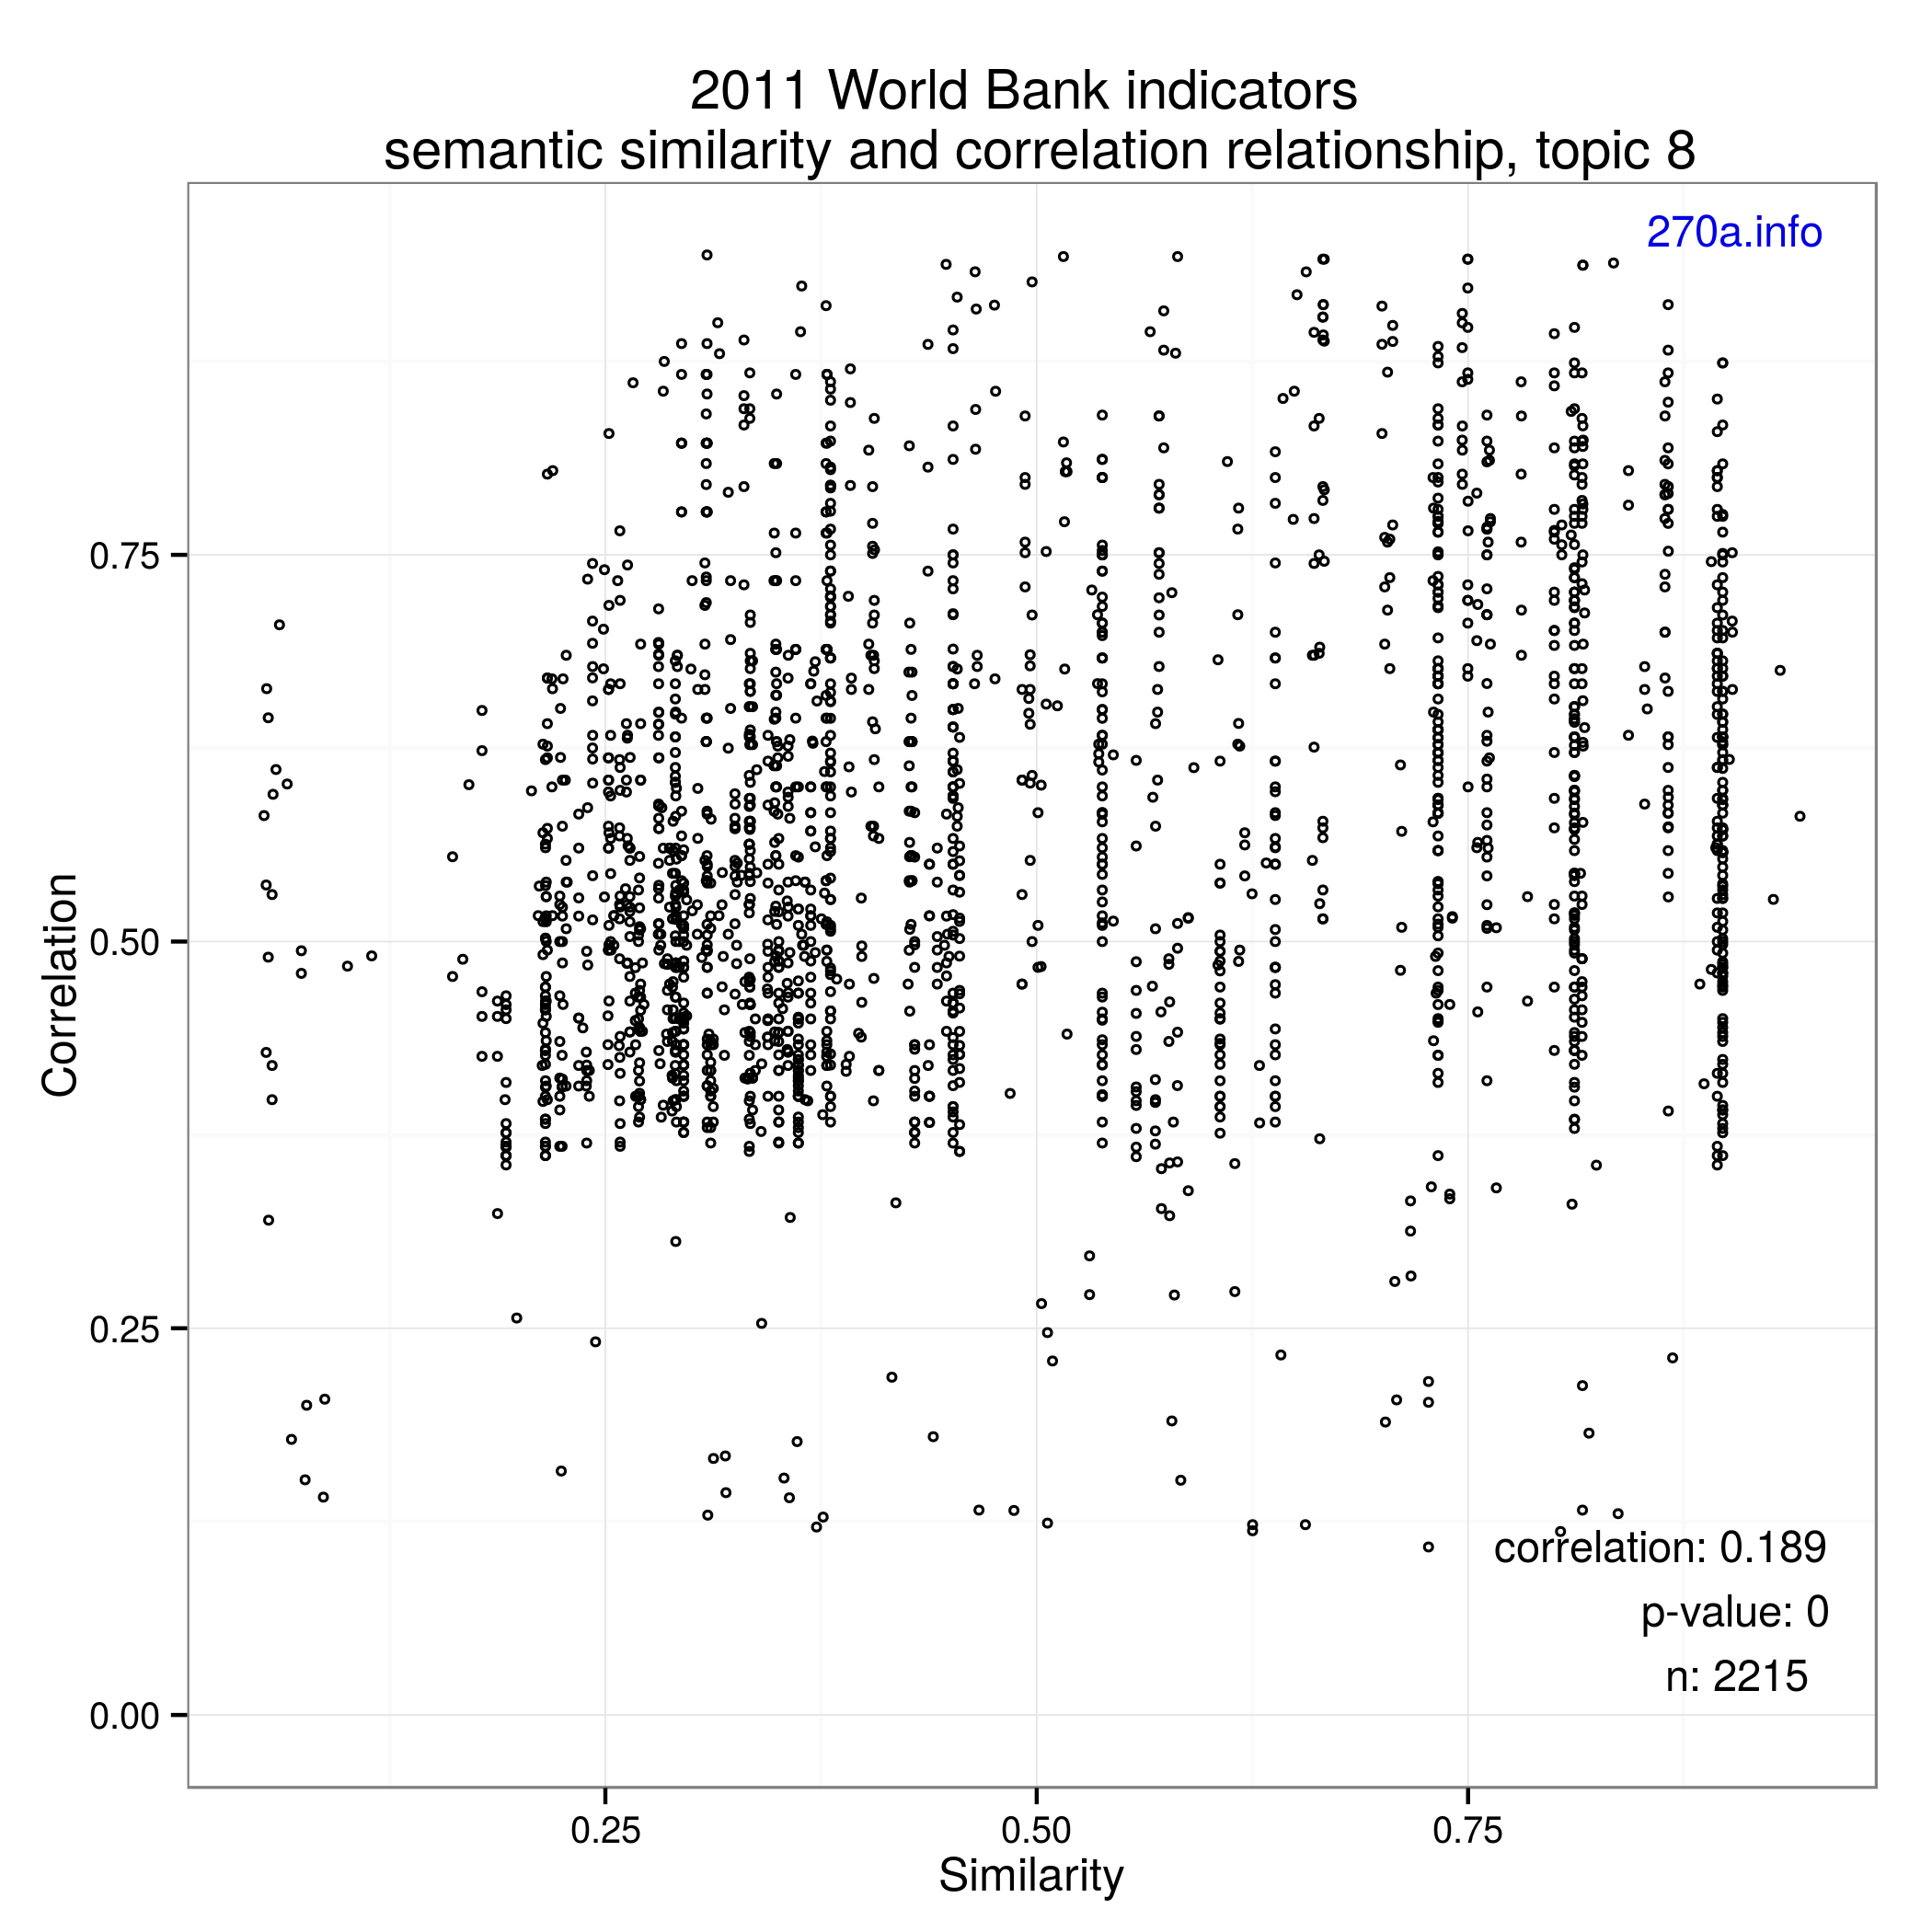 2011 World Bank indicators
semantic similarity and correlation relationship, topic 8
270a.info
Correlation
0.75
0.50
0.25
0.00
correlation: 0.189
p-value: 0
n: 2215
0.25 0.50 0.75
Similarity